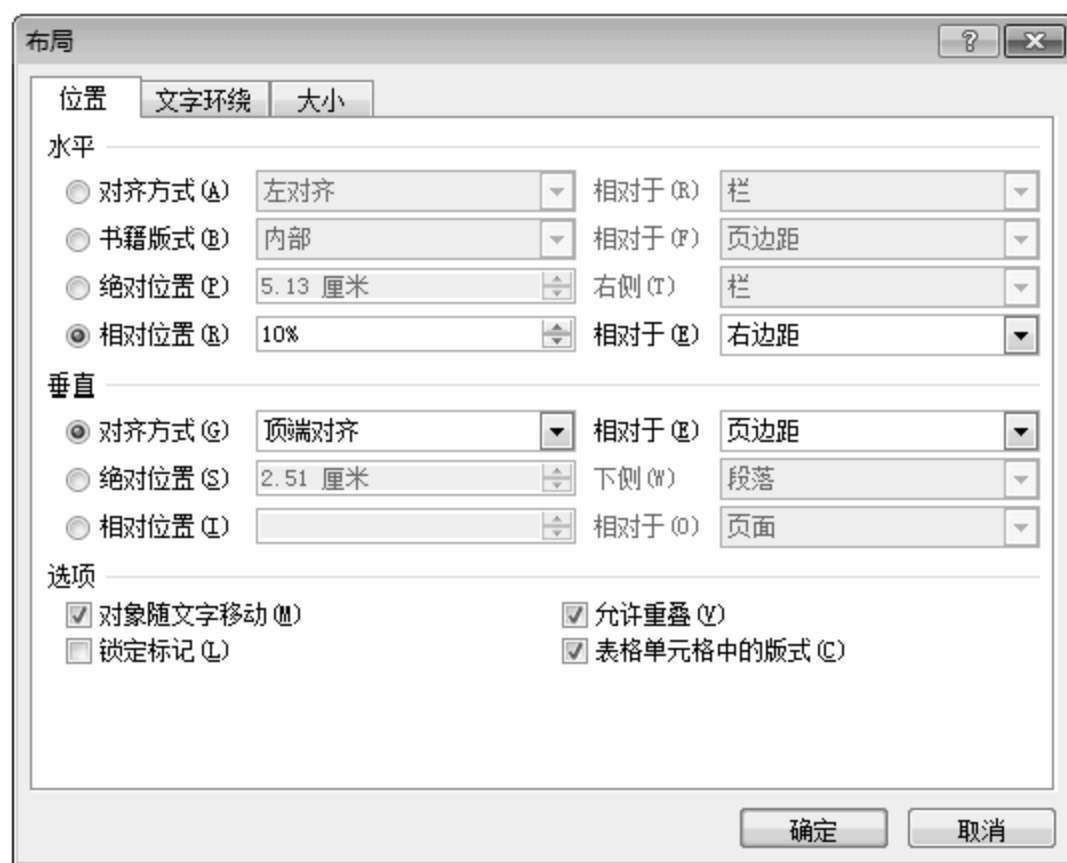 布局
位置 文字环绕 大小
水平
对齐方式(A) 左对齐 相对于(R) 栏
书籍版式(B) 内部 相对于(F) 页边距
绝对位置(P) 5.13 厘米 右侧(T) 栏
相对位置(R) 10% 相对于(E) 右边距
垂直
对齐方式(G) 顶端对齐 相对于(E) 页边距
绝对位置(S) 2.51 厘米 下侧(W) 段落
相对位置(I) 相对于(O) 页面
选项
对象随文字移动(M) 允许重叠(V)
锁定标记(L) 表格单元格中的版式(C)
确定 取消